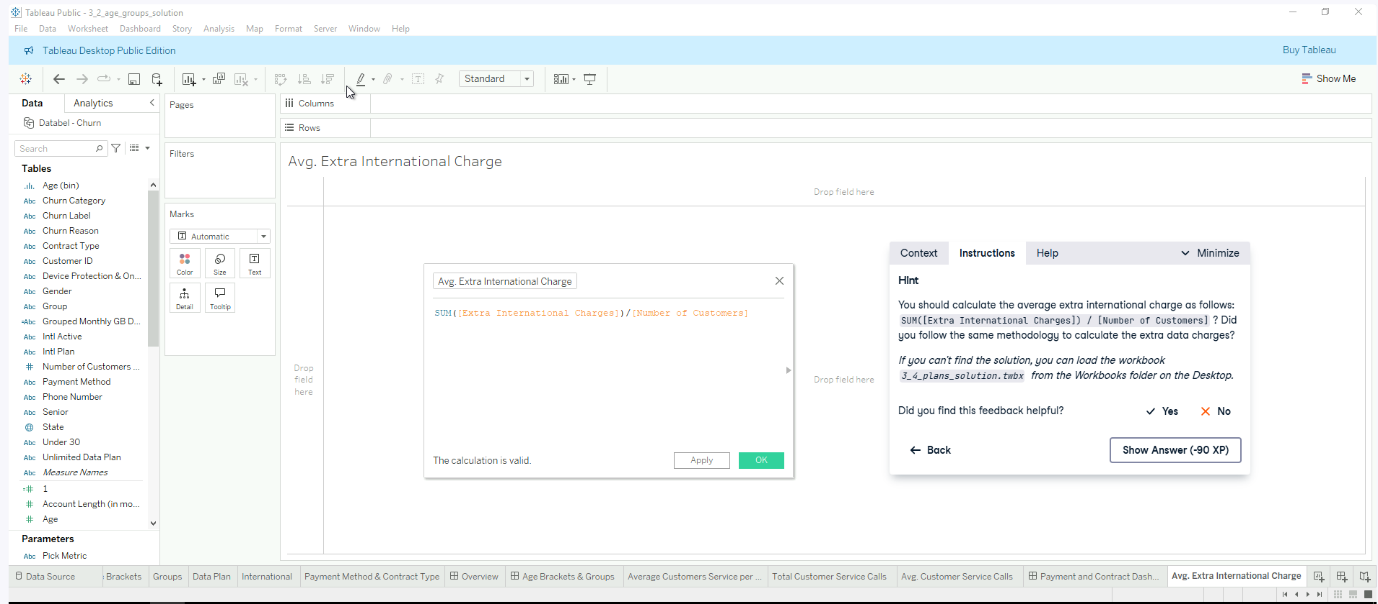 Tableau Public - 3_2_age_groups_solution
File Data Worksheet Dashboard Story Analysis Map Format Server Window Help
Tableau Desktop Public Edition
Buy Tableau
Standard
Show Me
Data
Analytics
Pages
Columns
Databel - Churn
Rows
Search
Filters
Avg. Extra International Charge
Tables
Age (bin)
Churn Category
Churn Label
Churn Reason
Contract Type
Customer ID
Device Protection & On...
Gender
Group
Grouped Monthly GB D...
Intl Active
Intl Plan
Number of Customers ...
Payment Method
Phone Number
Senior
State
Under 30
Unlimited Data Plan
Measure Names
1
Account Length (in mo...
Age
Parameters
Pick Metric
Marks
Automatic
Color
Size
Text
Detail
Tooltip
Drop field here
Drop
field
here
Drop field here
Avg. Extra International Charge
SUM([Extra International Charges])/[Number of Customers]
The calculation is valid.
Apply
OK
Context
Instructions
Help
Minimize
Hint
You should calculate the average extra international charge as follows:
SUM([Extra International Charges]) / [Number of Customers] ? Did
you follow the same methodology to calculate the extra data charges?
If you can't find the solution, you can load the workbook
3_4_plans_solution.twbx from the Workbooks folder on the Desktop.
Did you find this feedback helpful?
Yes
No
Back
Show Answer (-90 XP)
Data Source
Brackets
Groups
Data Plan
International
Payment Method & Contract Type
Overview
Age Brackets & Groups
Average Customers Service per ...
Total Customer Service Calls
Avg. Customer Service Calls
Payment and Contract Dash...
Avg. Extra International Charge